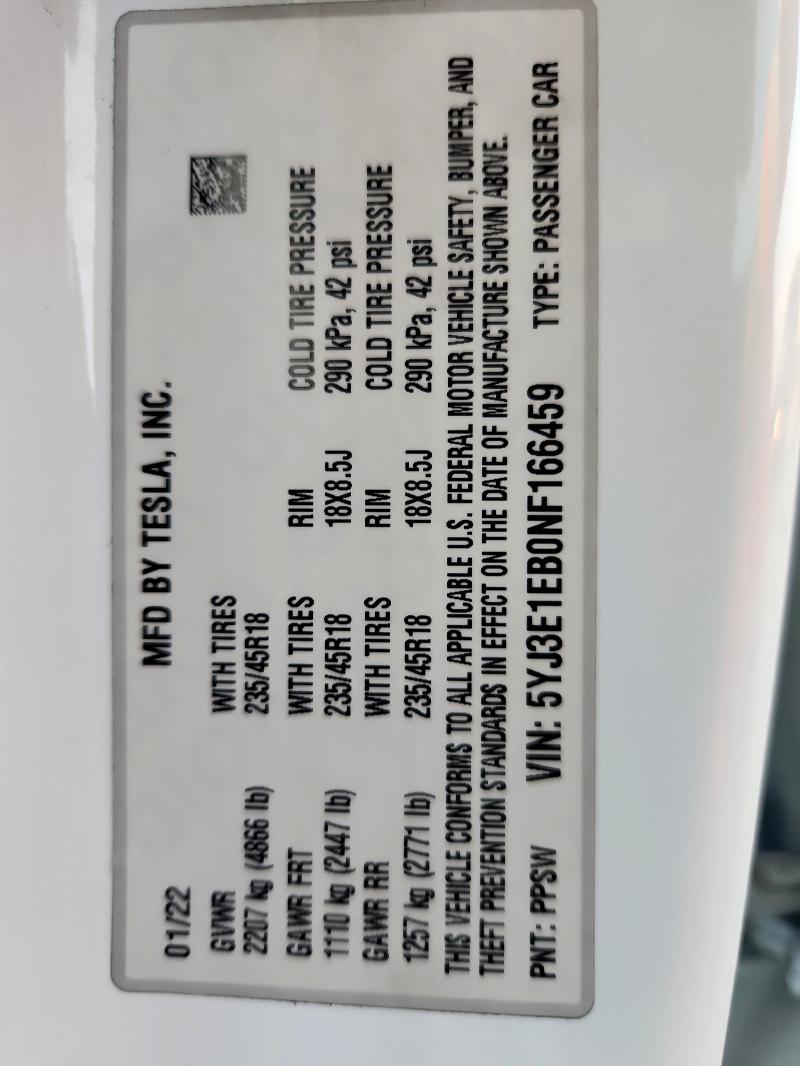 MFD BY TESLA, INC.
01/22
GVWR WITH TIRES
2207 kg (4866 lb) 235/45R18
GAWR FRT WITH TIRES RIM COLD TIRE PRESSURE
1110 kg (2447 lb) 235/45R18 18X8.5J 290 kPa, 42 psi
GAWR RR WITH TIRES RIM COLD TIRE PRESSURE
1257 kg (2771 lb) 235/45R18 18X8.5J 290 kPa, 42 psi
THIS VEHICLE CONFORMS TO ALL APPLICABLE U.S. FEDERAL MOTOR VEHICLE SAFETY, BUMPER, AND
THEFT PREVENTION STANDARDS IN EFFECT ON THE DATE OF MANUFACTURE SHOWN ABOVE.
PNT: PPSW VIN: 5YJ3E1EB0NF166459 TYPE: PASSENGER CAR